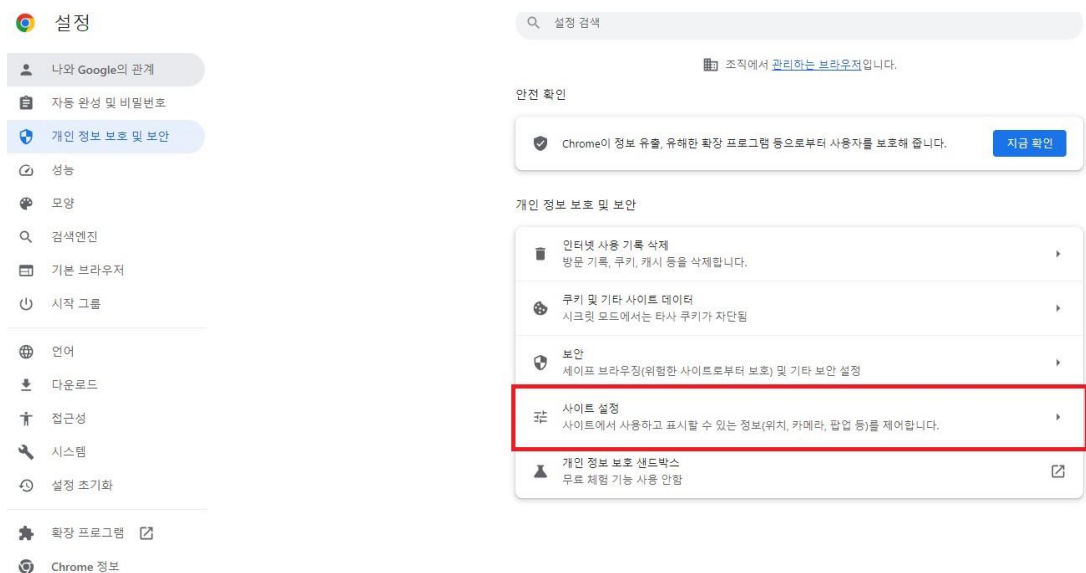 설정
설정 검색
나와 Google의 관계
자동 완성 및 비밀번호
개인 정보 보호 및 보안
성능
모양
검색엔진
기본 브라우저
시작 그룹
언어
다운로드
접근성
시스템
설정 초기화
확장 프로그램
Chrome 정보
조직에서 관리하는 브라우저입니다.
안전 확인
Chrome이 정보 유출, 유해한 확장 프로그램 등으로부터 사용자를 보호해 줍니다.
지금 확인
개인 정보 보호 및 보안
인터넷 사용 기록 삭제
방문 기록, 쿠키, 캐시 등을 삭제합니다.
쿠키 및 기타 사이트 데이터
시크릿 모드에서는 타사 쿠키가 차단됨
보안
세이프 브라우징(위험한 사이트로부터 보호) 및 기타 보안 설정
사이트 설정
사이트에서 사용하고 표시할 수 있는 정보(위치, 카메라, 팝업 등)를 제어합니다.
개인 정보 보호 샌드박스
무료 체험 기능 사용 안함